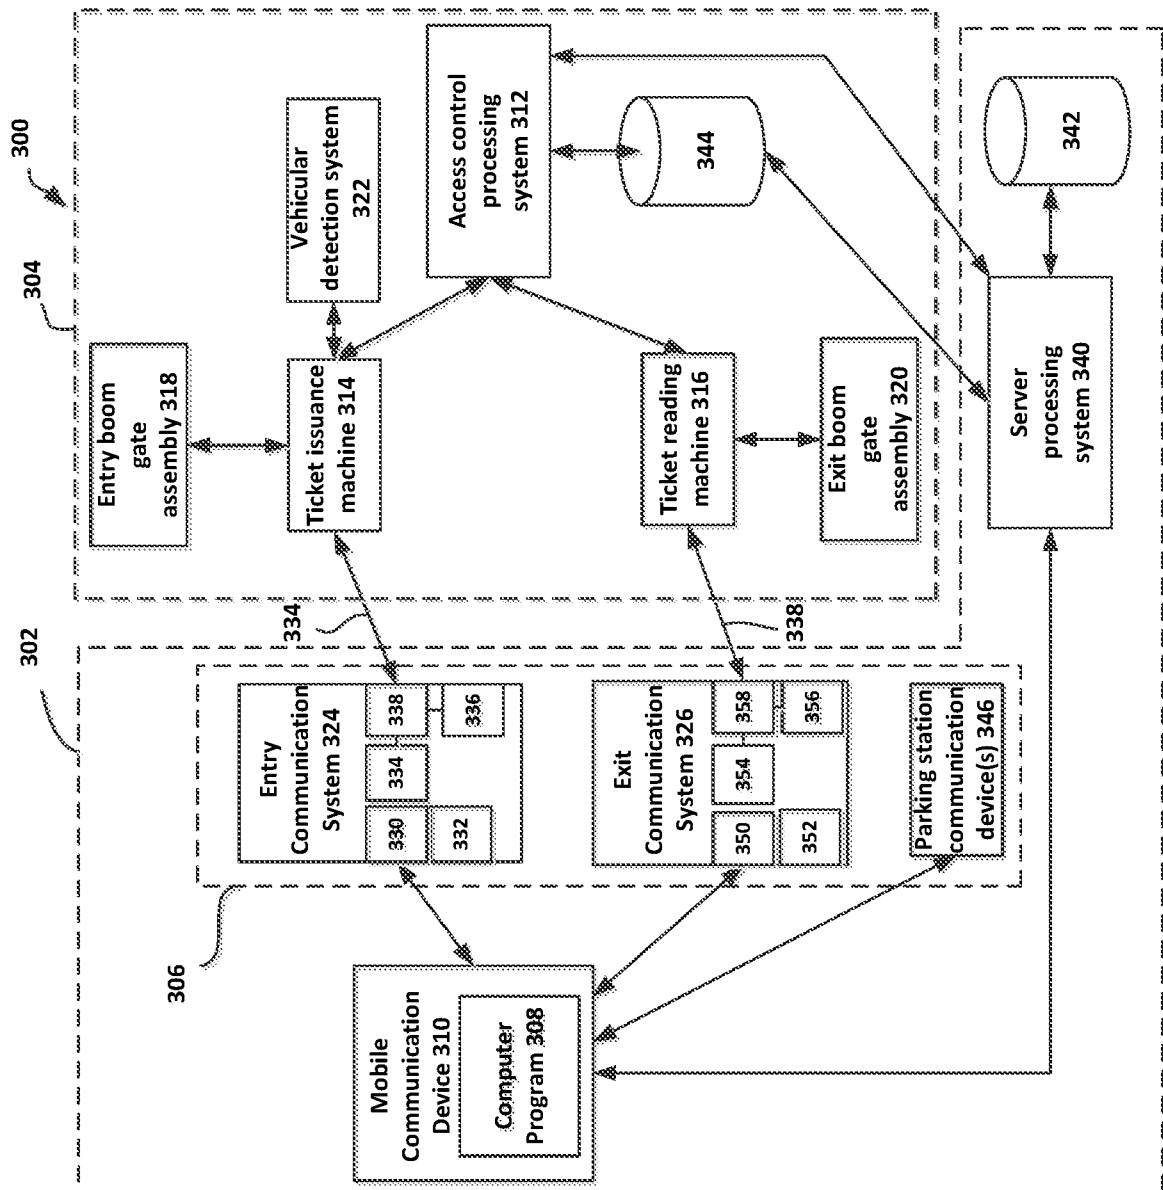 300
302
304
306
Entry boom
gate
assembly 318
Vehicular
detection system
322
Ticket issuance
machine 314
Access control
processing
system 312
344
Ticket reading
machine 316
Exit boom
gate
assembly 320
334
338
Entry
Communication
System 324
330
332
334
338
336
Exit
Communication
System 326
350
352
354
358
356
Parking station
communication
device(s) 346
Mobile
Communication
Device 310
Computer
Program 308
Server
processing
system 340
342